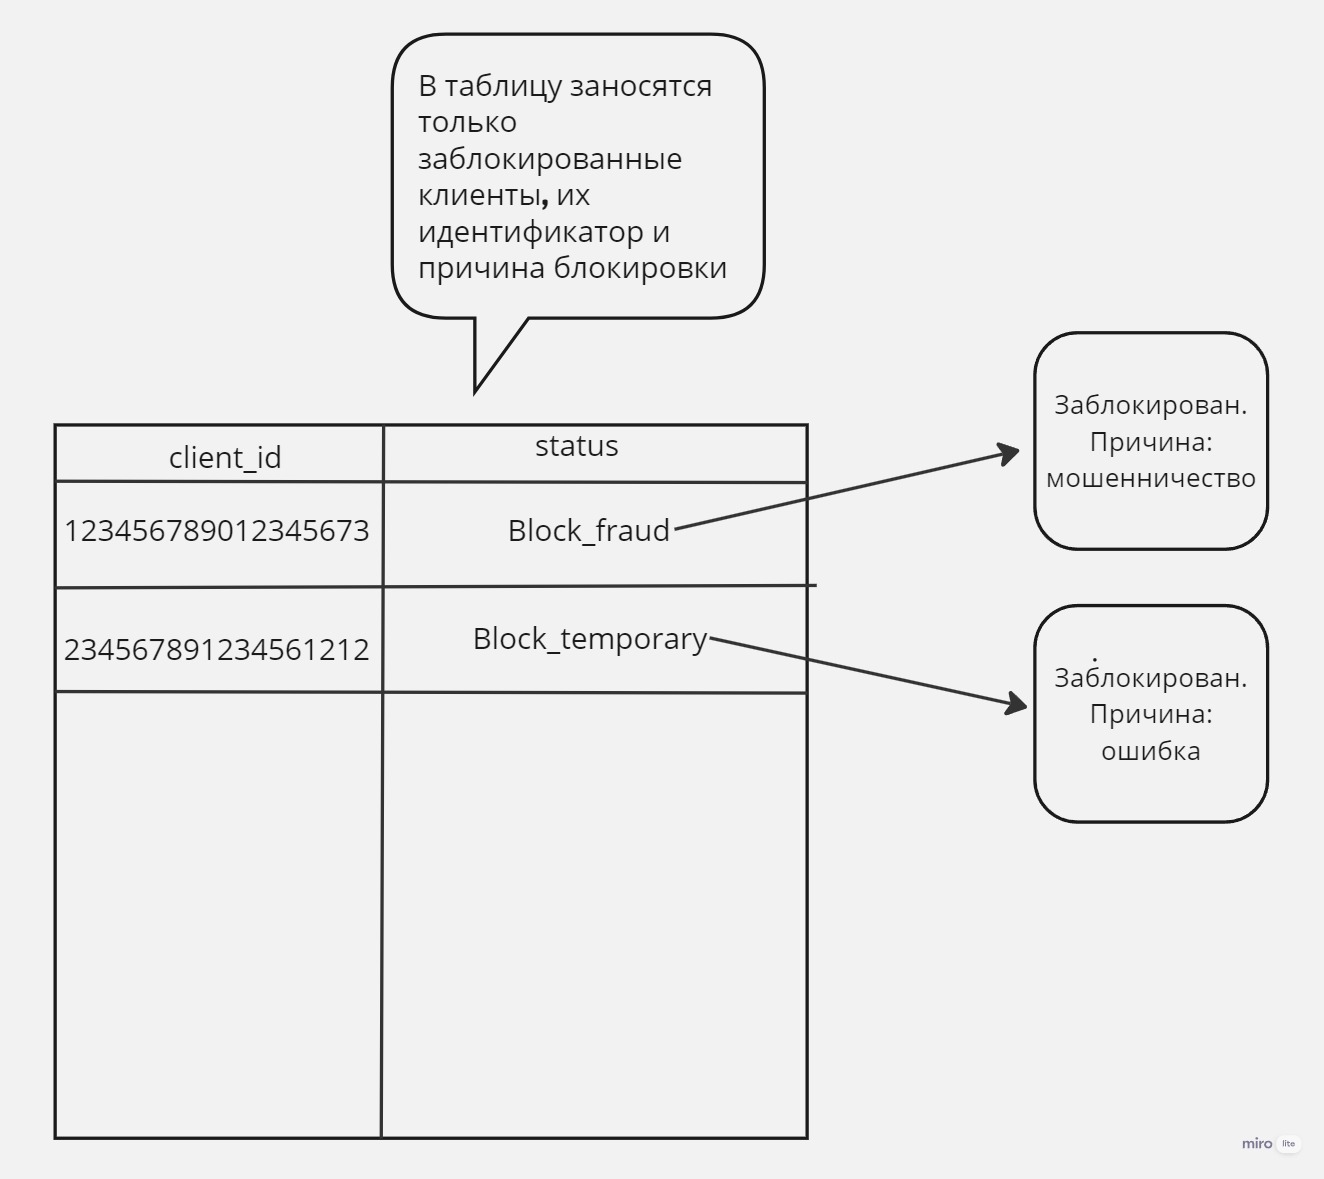 В таблицу заносятся
только
заблокированные
клиенты, их
идентификатор и
причина блокировки
client_id
status
123456789012345673
Block_fraud
Заблокирован.
Причина:
мошенничество
234567891234561212
Block_temporary
Заблокирован.
Причина:
ошибка
miro lite